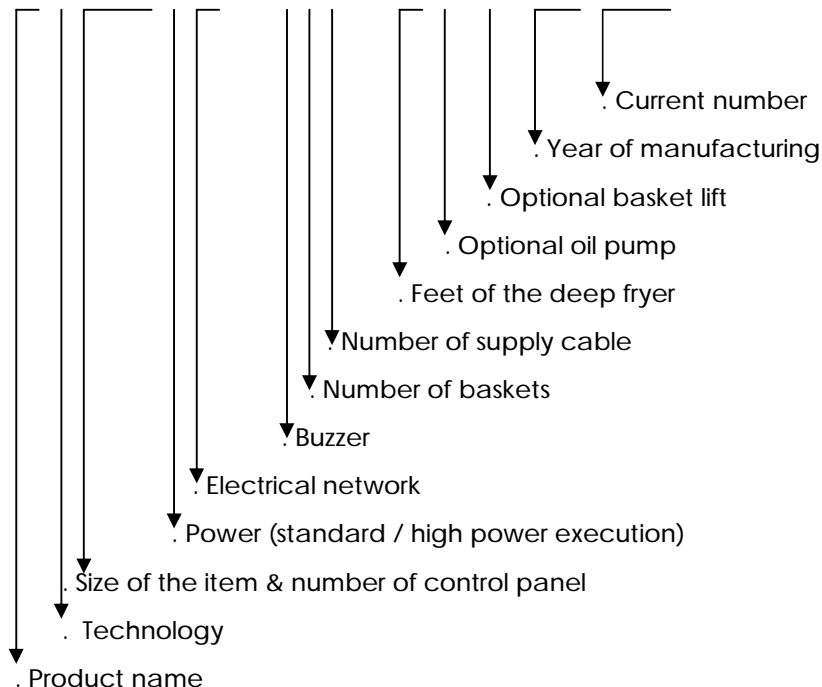 . Current number
. Year of manufacturing
. Optional basket lift
. Optional oil pump
. Feet of the deep fryer
. Number of supply cable
. Number of baskets
. Buzzer
. Electrical network
. Power (standard / high power execution)
. Size of the item & number of control panel
. Technology
. Product name